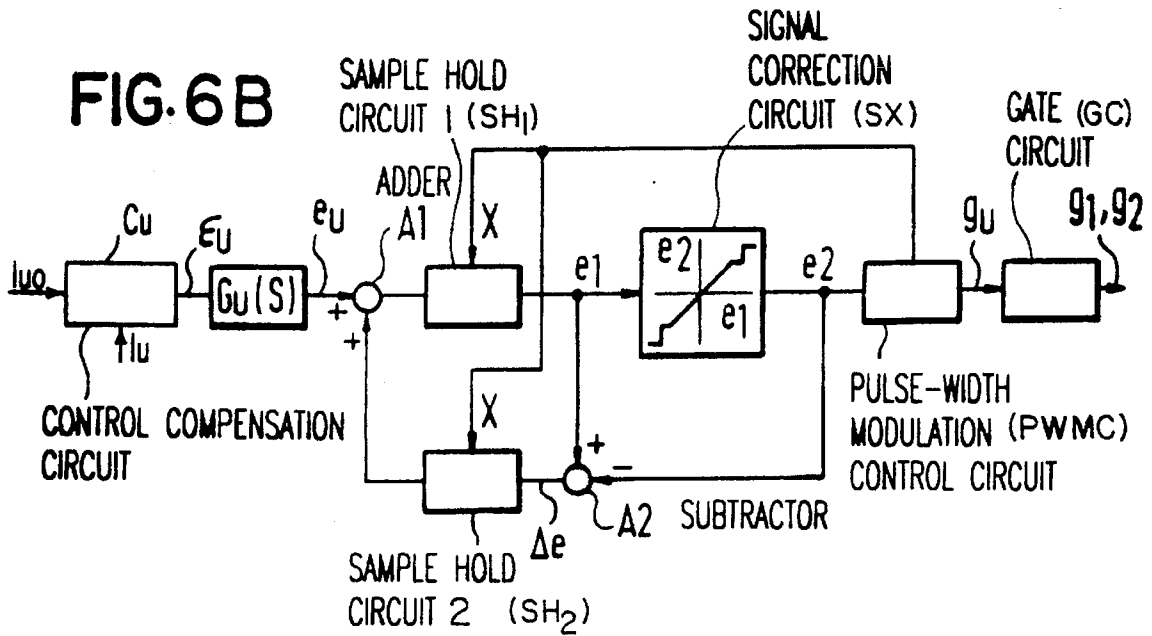 FIG.6B
SAMPLE HOLD
CIRCUIT 1 (SH1)
SIGNAL
CORRECTION
CIRCUIT (SX)
GATE (GC)
CIRCUIT
ADDER
A1
Cu
εu
eu
X
e1
e2
e1
e2
gu
g1, g2
Iuo
Gu(S)
+
+
Iu
CONTROL COMPENSATION
CIRCUIT
X
+
-
PULSE-WIDTH
MODULATION (PWMC)
CONTROL CIRCUIT
Δe
A2
SUBTRACTOR
SAMPLE HOLD
CIRCUIT 2 (SH2)